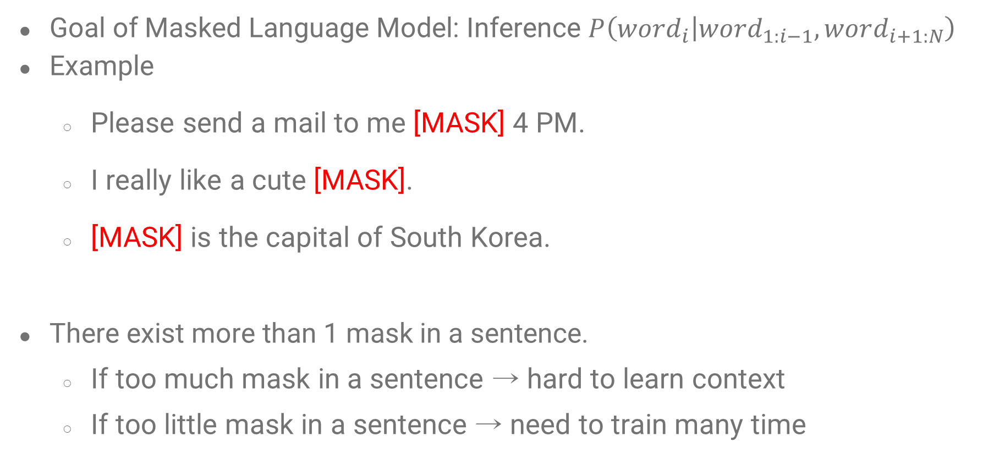 ● Goal of Masked Language Model: Inference P(word_i|word_{1:i−1}, word_{i+1:N})
● Example
○ Please send a mail to me [MASK] 4 PM.
○ I really like a cute [MASK].
○ [MASK] is the capital of South Korea.
● There exist more than 1 mask in a sentence.
○ If too much mask in a sentence → hard to learn context
○ If too little mask in a sentence → need to train many time